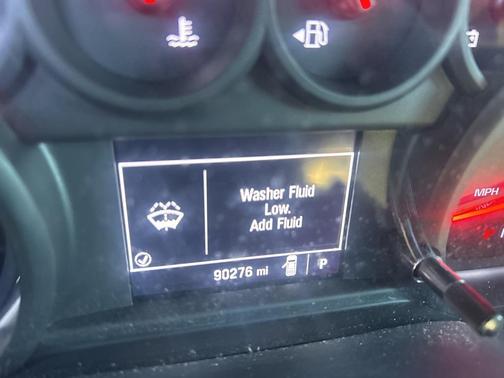 Washer Fluid
Low.
Add Fluid
90276 mi P
MPH